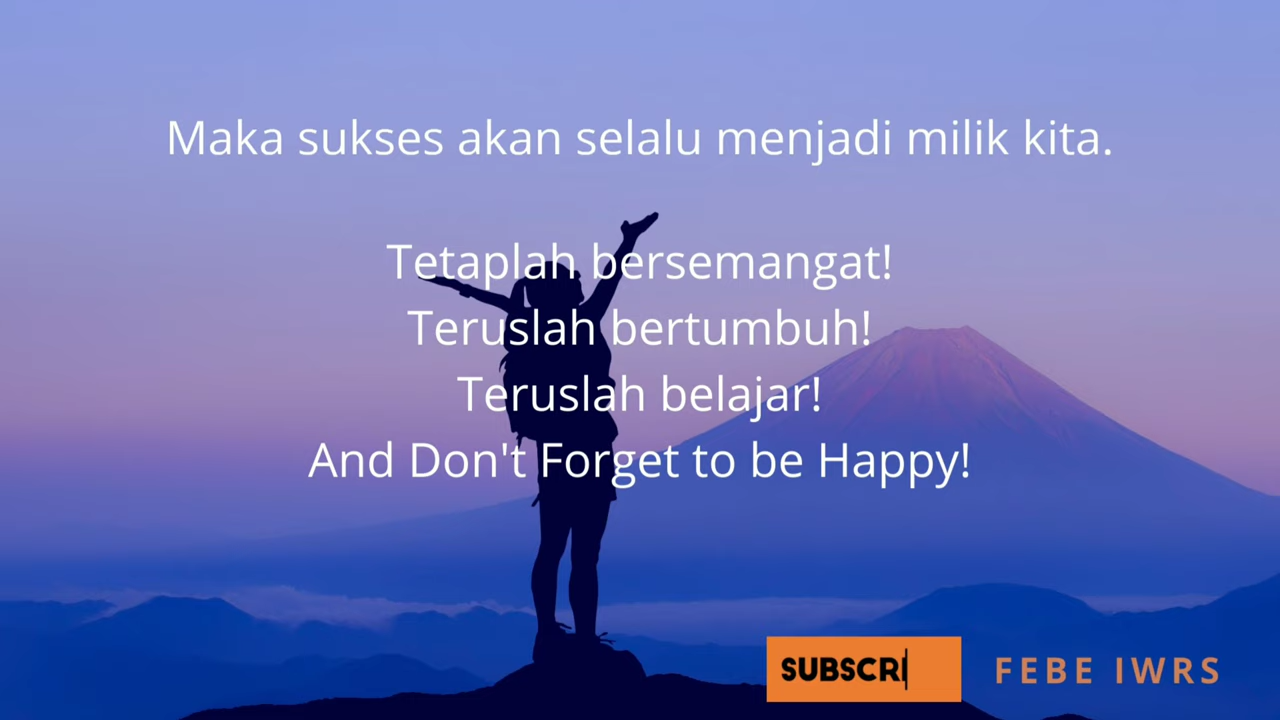 Maka sukses akan selalu menjadi milik kita.
Tetaplah bersemangat!
Teruslah bertumbuh!
Teruslah belajar!
And Don't Forget to be Happy!
SUBSCRI
FEBE IWRS